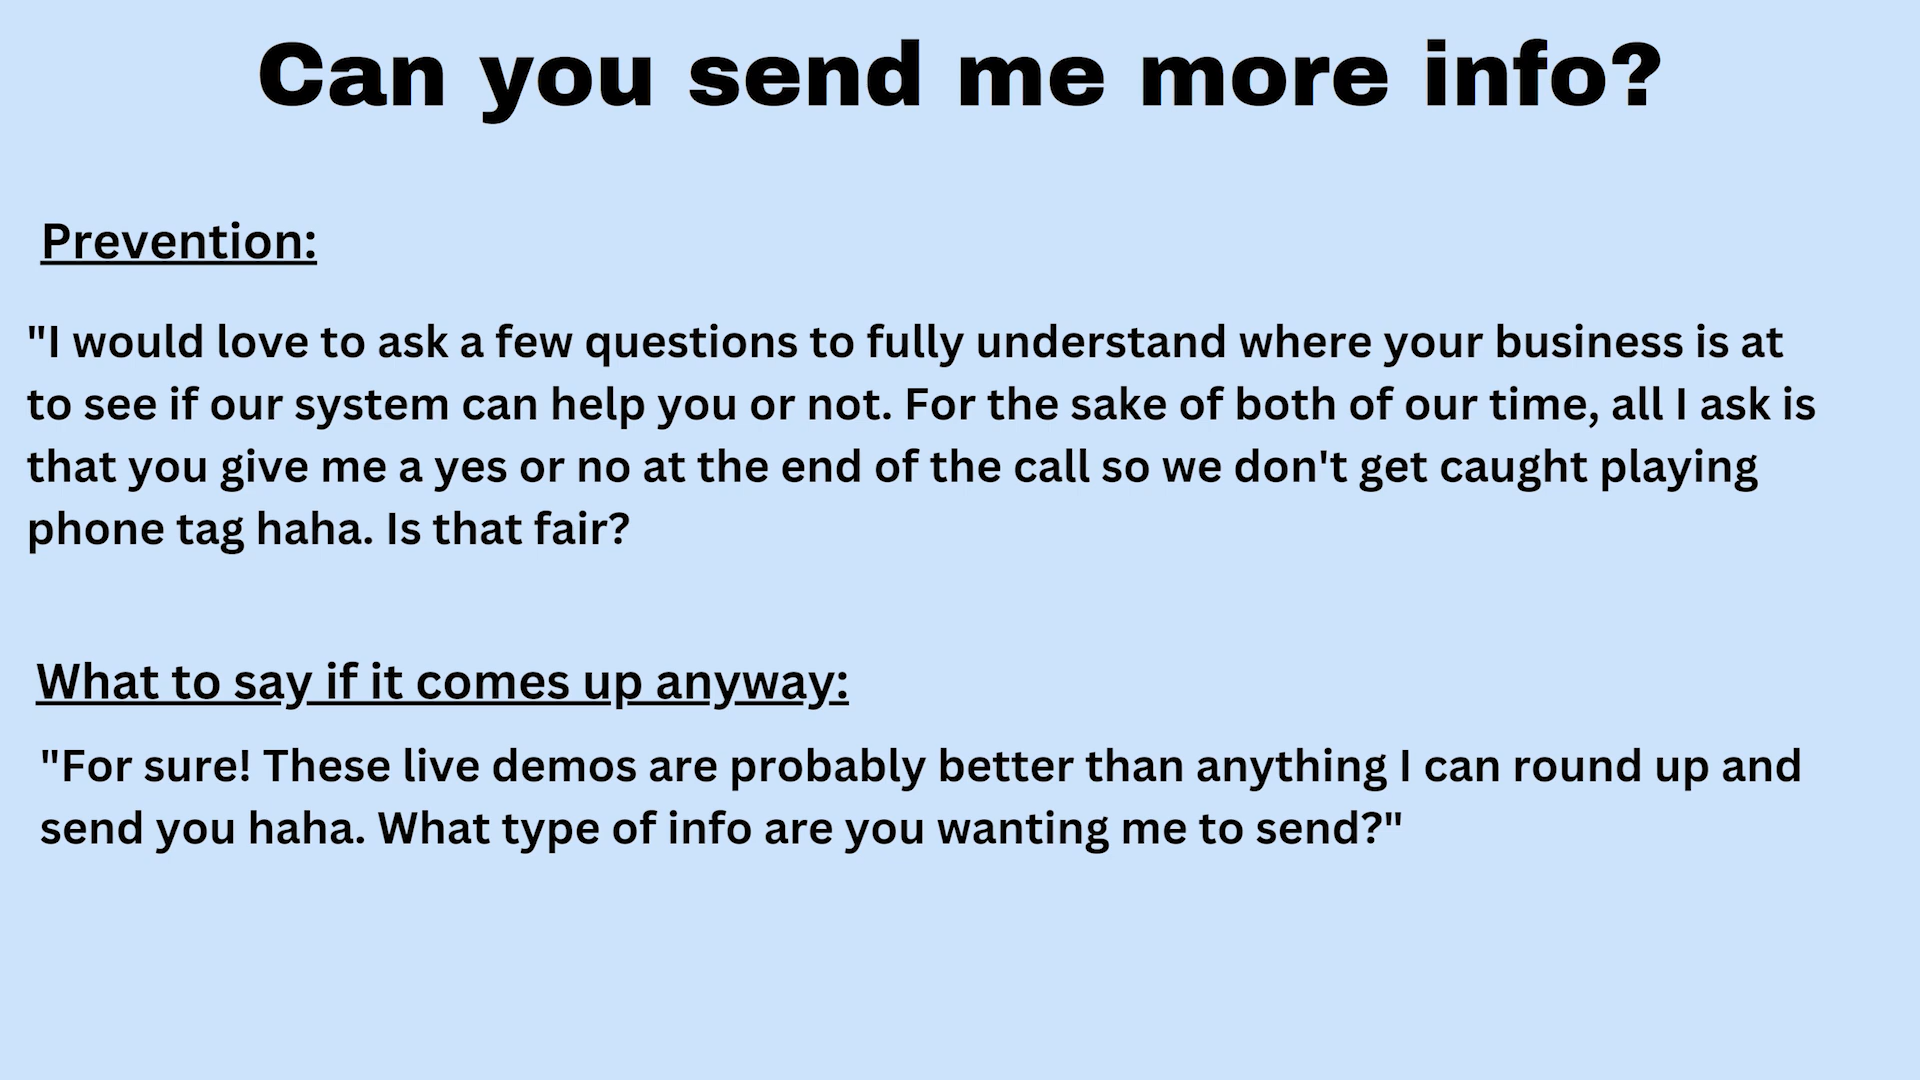 Can you send me more info?
Prevention:
"I would love to ask a few questions to fully understand where your business is at
to see if our system can help you or not. For the sake of both of our time, all I ask is
that you give me a yes or no at the end of the call so we don't get caught playing
phone tag haha. Is that fair?
What to say if it comes up anyway:
"For sure! These live demos are probably better than anything I can round up and
send you haha. What type of info are you wanting me to send?"